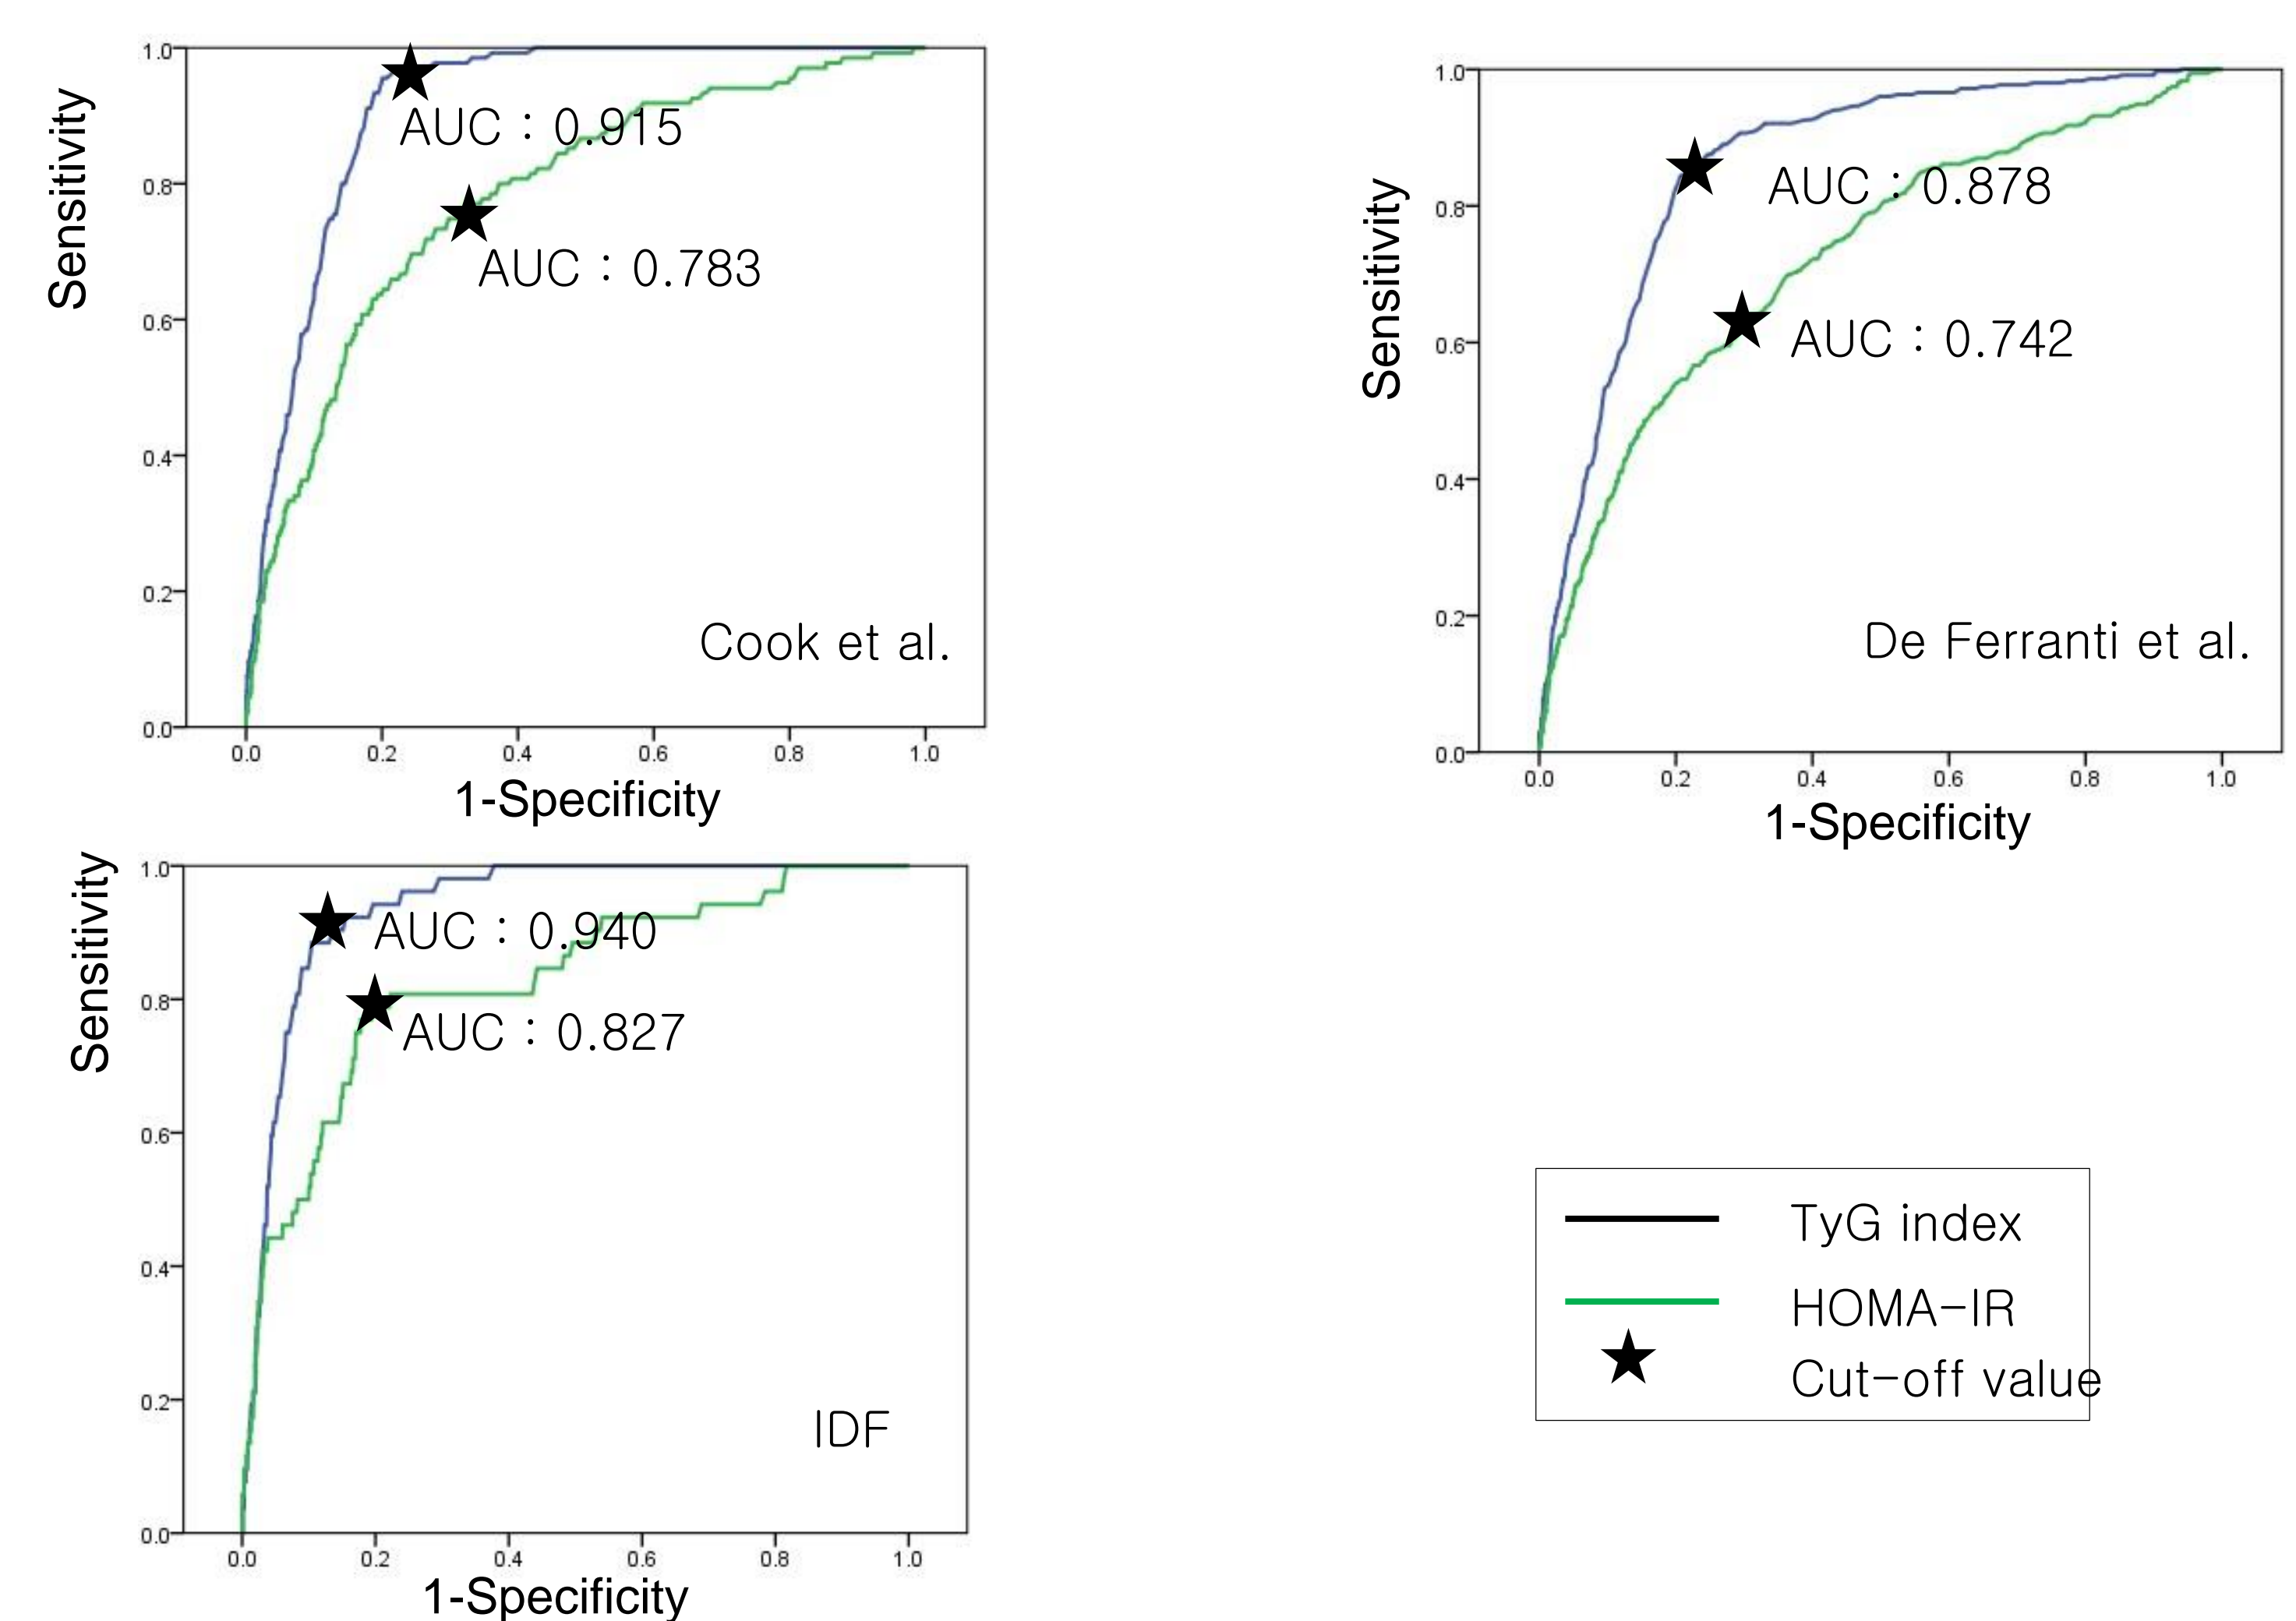 Sensitivity
1.0
0.8
0.6
0.4
0.2
0.0
AUC : 0.915
AUC : 0.783
Cook et al.
0.0 0.2 0.4 0.6 0.8 1.0
1-Specificity
Sensitivity
1.0
0.8
0.6
0.4
0.2
0.0
AUC : 0.878
AUC : 0.742
De Ferranti et al.
0.0 0.2 0.4 0.6 0.8 1.0
1-Specificity
Sensitivity
1.0
0.8
0.6
0.4
0.2
0.0
AUC : 0.940
AUC : 0.827
IDF
0.0 0.2 0.4 0.6 0.8 1.0
1-Specificity
TyG index
HOMA-IR
Cut-off value